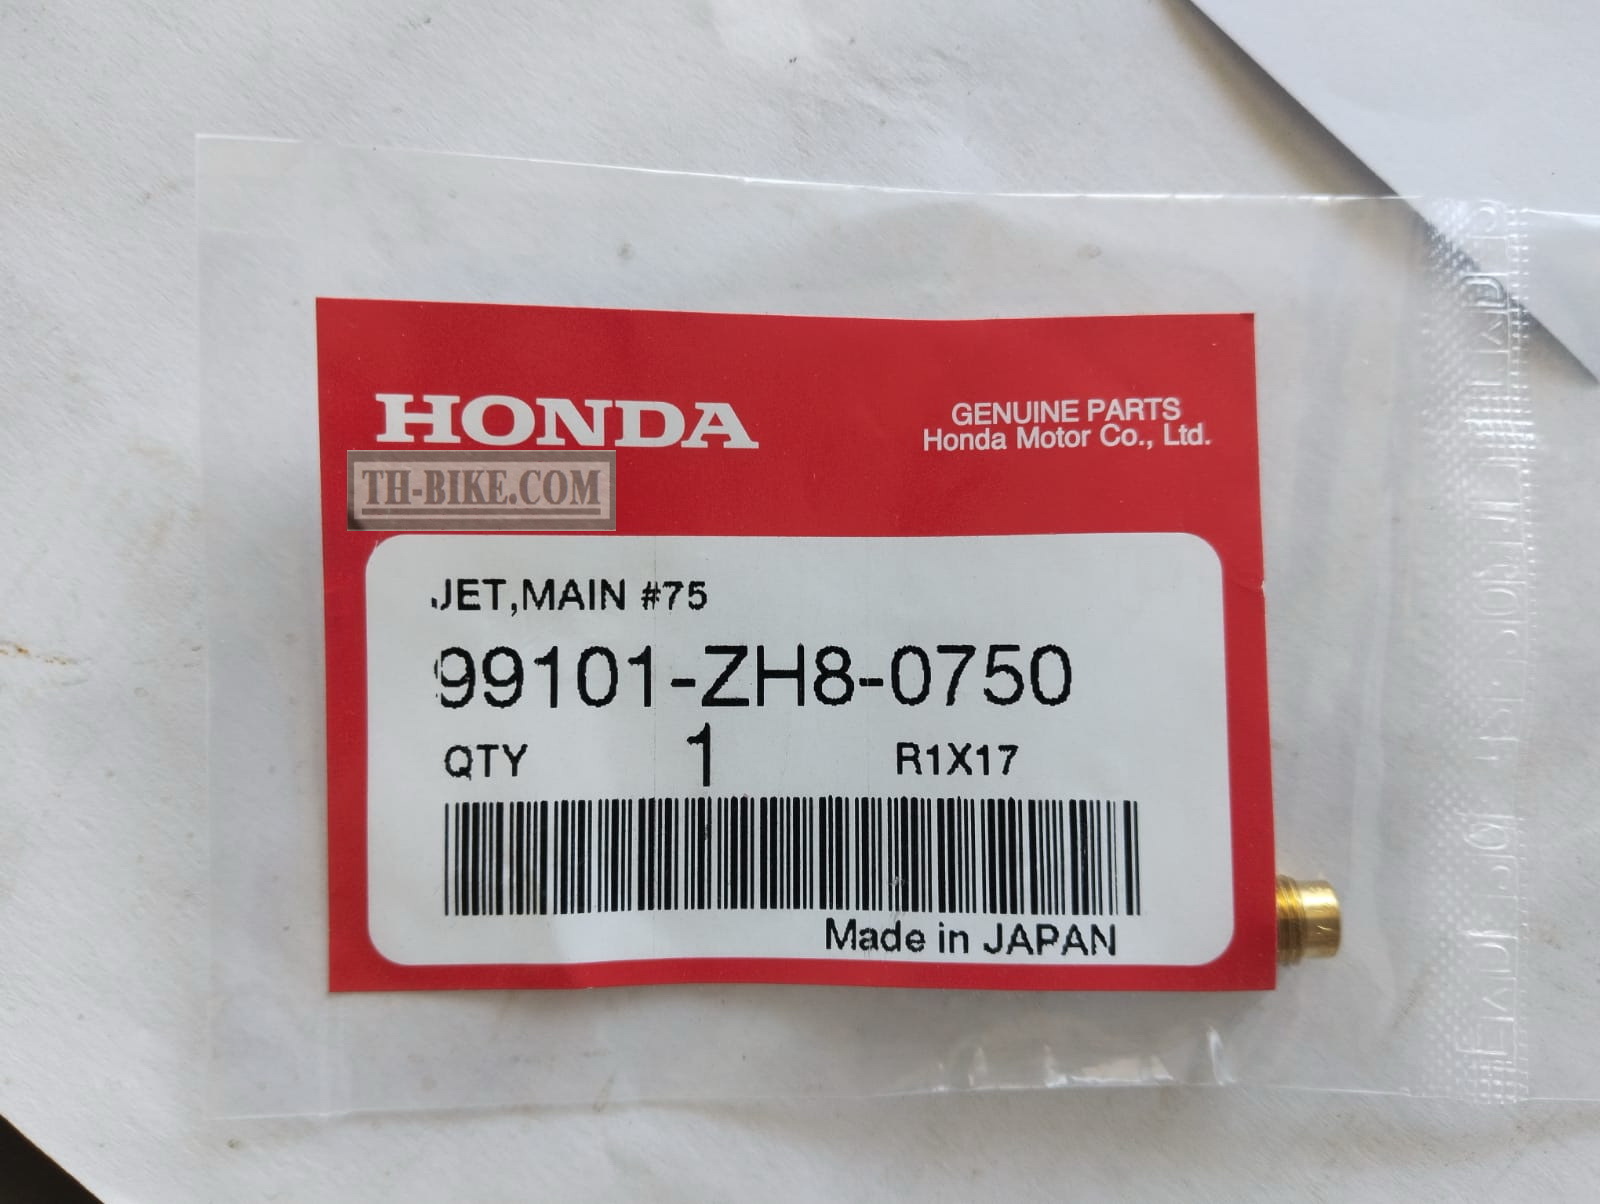 HONDA
GENUINE PARTS
Honda Motor Co., Ltd.
TH-BIKE.COM
JET,MAIN #75
99101-ZH8-0750
QTY 1 R1X17
Made in JAPAN